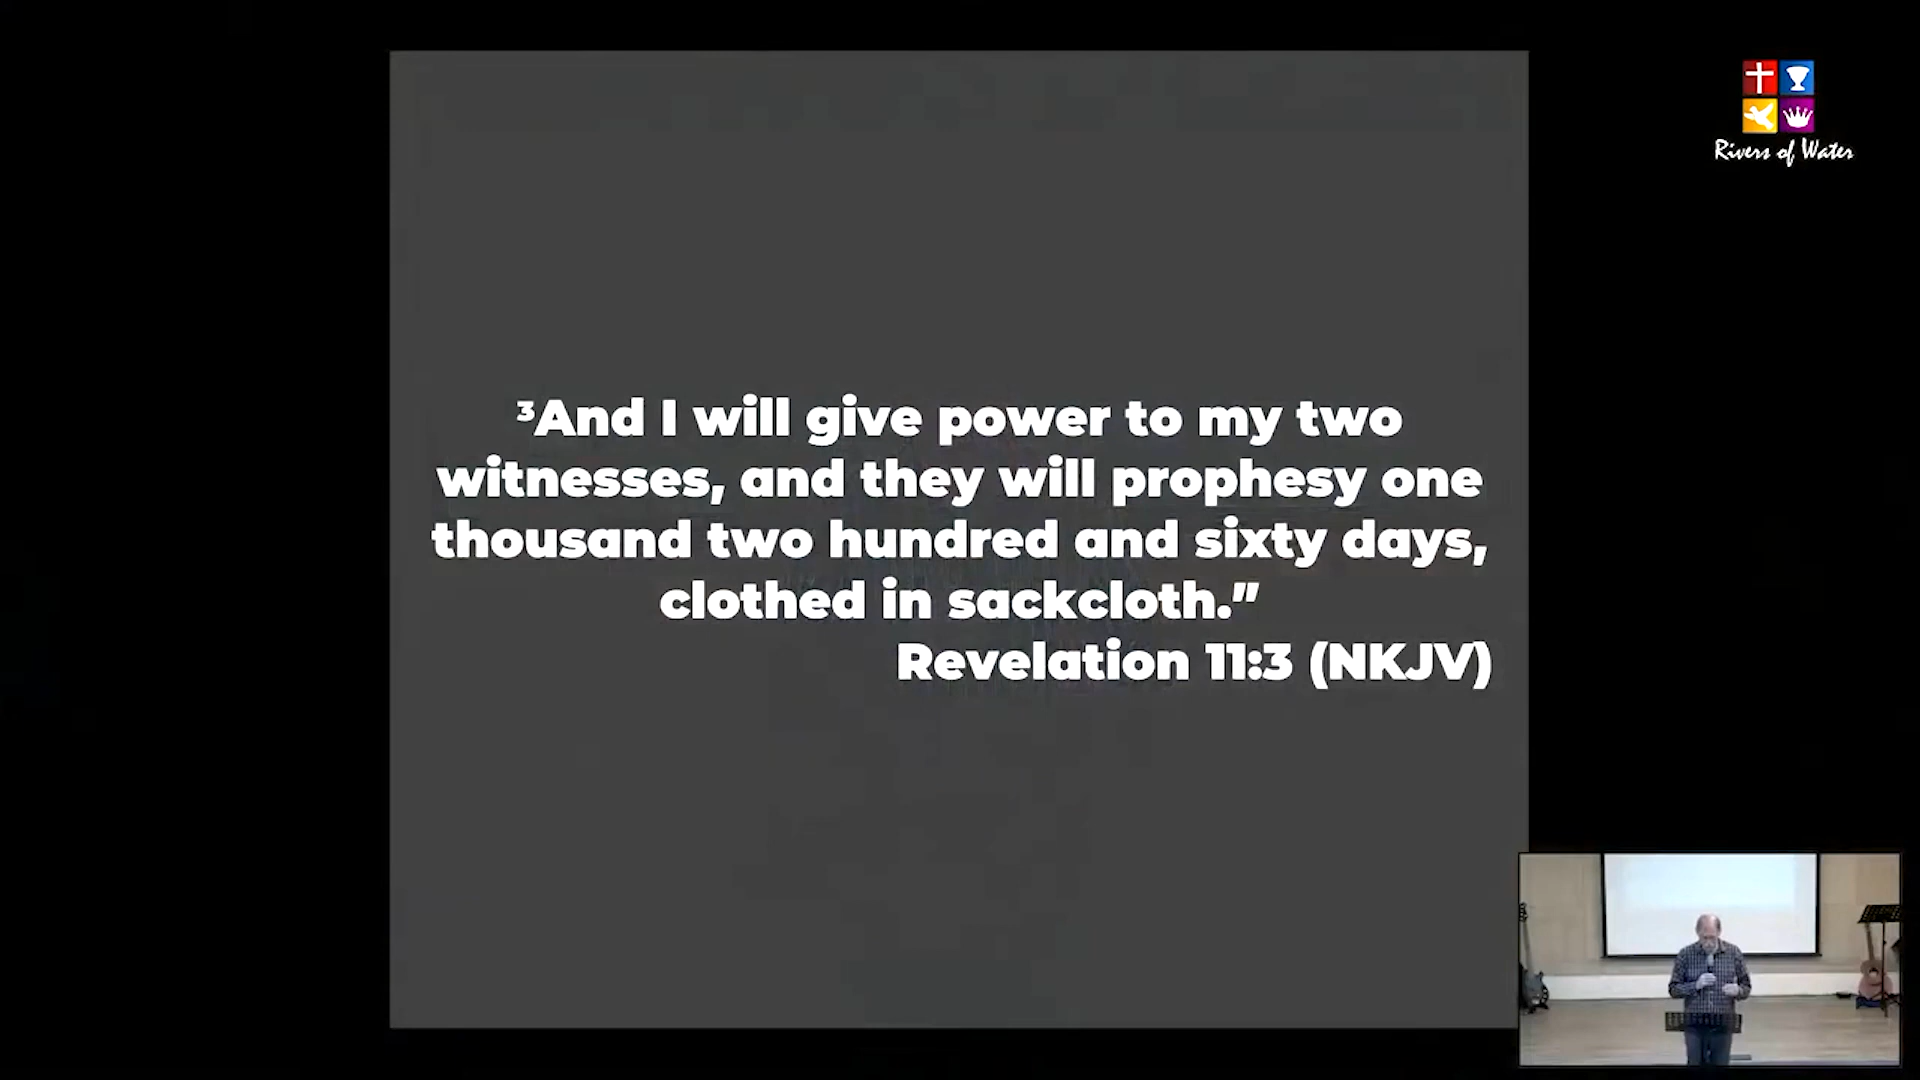 ³And I will give power to my two
witnesses, and they will prophesy one
thousand two hundred and sixty days,
clothed in sackcloth.”
Revelation 11:3 (NKJV)
Rivers of Water